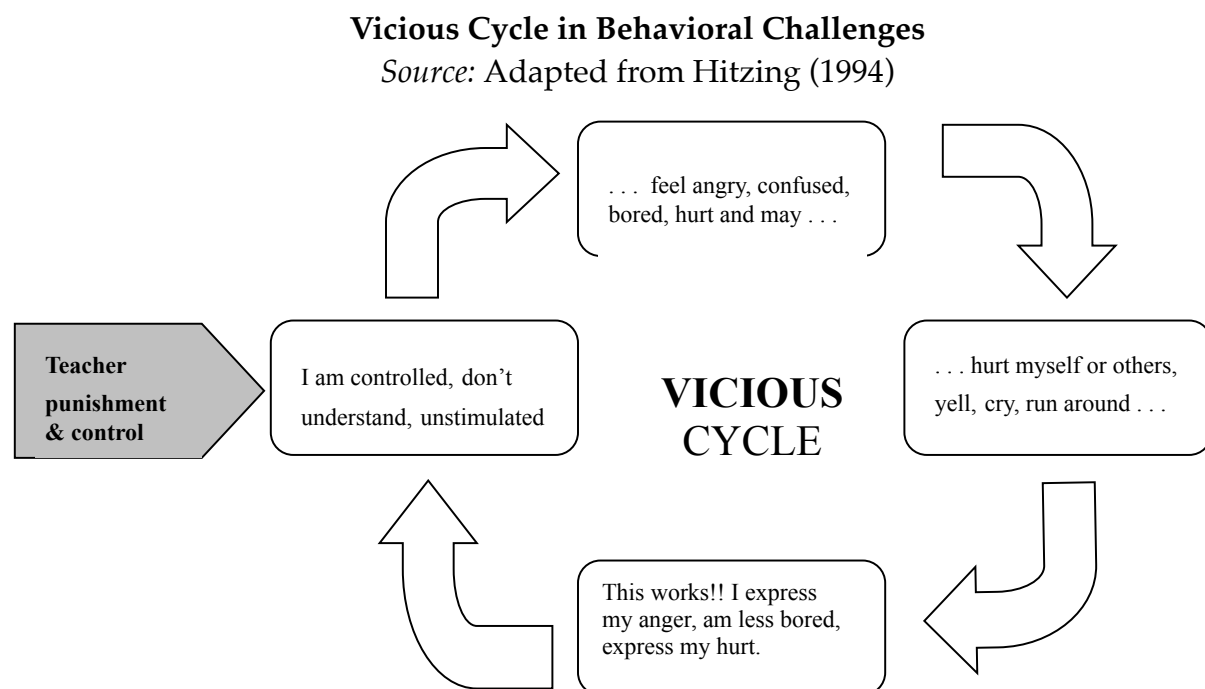 Vicious Cycle in Behavioral Challenges
Source: Adapted from Hitzing (1994)
. . . feel angry, confused,
bored, hurt and may . . .
Teacher
punishment
& control
I am controlled, don’t
understand, unstimulated
VICIOUS
CYCLE
. . . hurt myself or others,
yell, cry, run around . . .
This works!! I express
my anger, am less bored,
express my hurt.